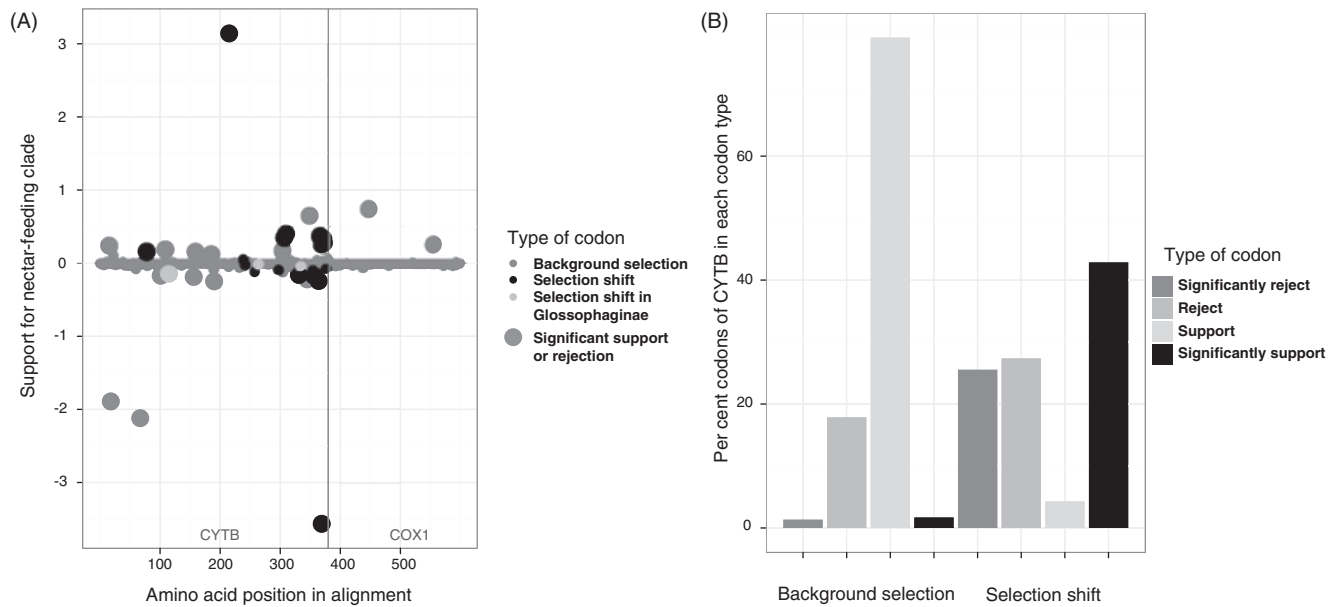 (A)
Support for nectar-feeding clade
3
2
1
0
-1
-2
-3
CYTB
COX1
100
200
300
400
500
Amino acid position in alignment
Type of codon
Background selection
Selection shift
Selection shift in
Glossophaginae
Significant support
or rejection
(B)
Per cent codons of CYTB in each codon type
60
40
20
0
Background selection
Selection shift
Type of codon
Significantly reject
Reject
Support
Significantly support